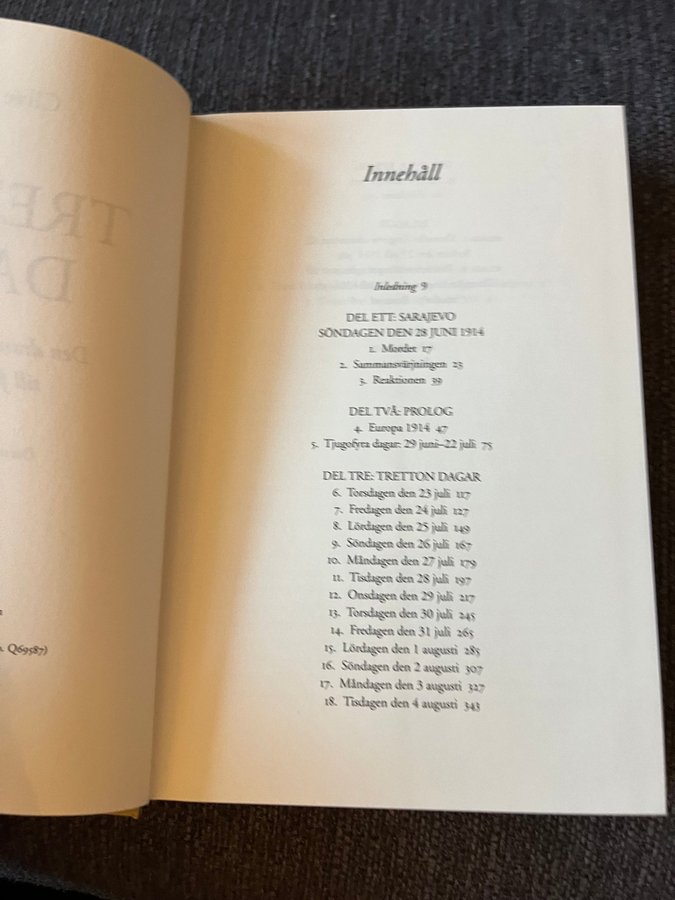 Q69587)
Innehåll
Inledning 9
DEL ETT: SARAJEVO
SÖNDAGEN DEN 28 JUNI 1914
1. Mordet 17
2. Sammansvärjningen 23
3. Reaktionen 39
DEL TVÅ: PROLOG
4. Europa 1914 47
5. Tjugofyra dagar: 29 juni–22 juli 75
DEL TRE: TRETTON DAGAR
6. Torsdagen den 23 juli 117
7. Fredagen den 24 juli 127
8. Lördagen den 25 juli 149
9. Söndagen den 26 juli 167
10. Måndagen den 27 juli 179
11. Tisdagen den 28 juli 197
12. Onsdagen den 29 juli 217
13. Torsdagen den 30 juli 245
14. Fredagen den 31 juli 265
15. Lördagen den 1 augusti 285
16. Söndagen den 2 augusti 307
17. Måndagen den 3 augusti 327
18. Tisdagen den 4 augusti 343